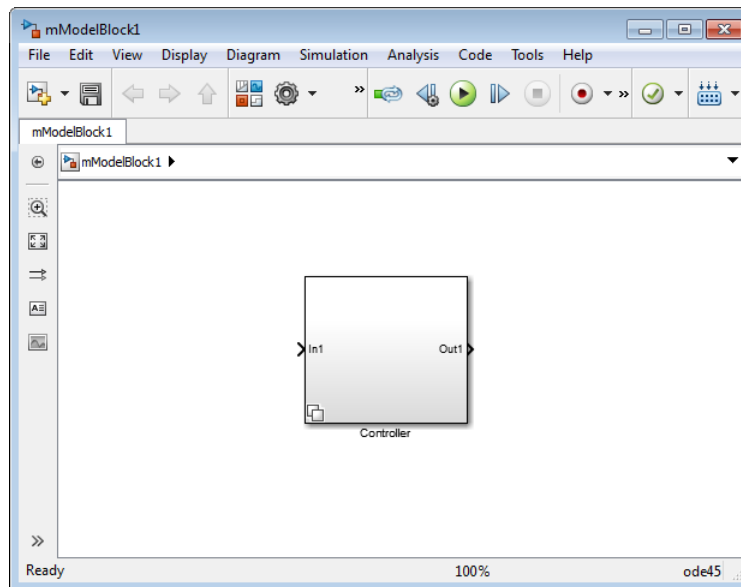 mModelBlock1
File Edit View Display Diagram Simulation Analysis Code Tools Help
mModelBlock1
mModelBlock1
In1 Out1
Controller
Ready 100% ode45